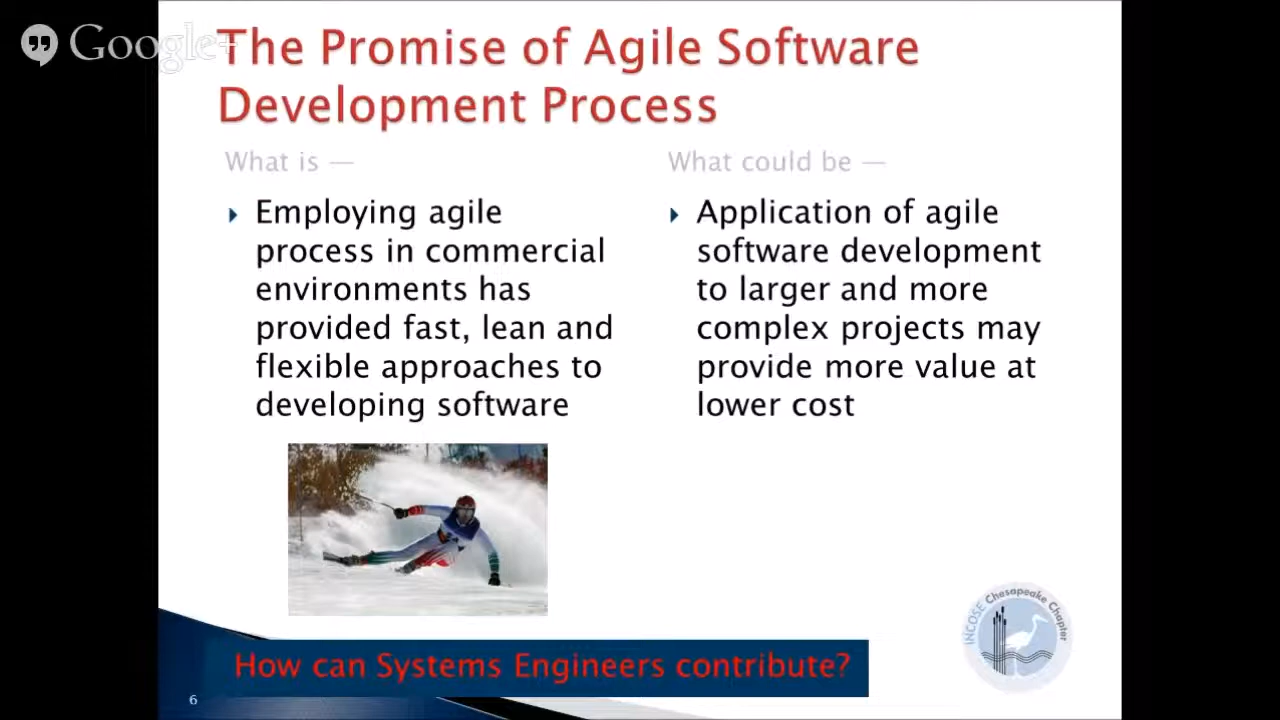 Google+
The Promise of Agile Software
Development Process
What is —
Employing agile
process in commercial
environments has
provided fast, lean and
flexible approaches to
developing software
What could be —
Application of agile
software development
to larger and more
complex projects may
provide more value at
lower cost
INCOSE Chesapeake Chapter
How can Systems Engineers contribute?
6